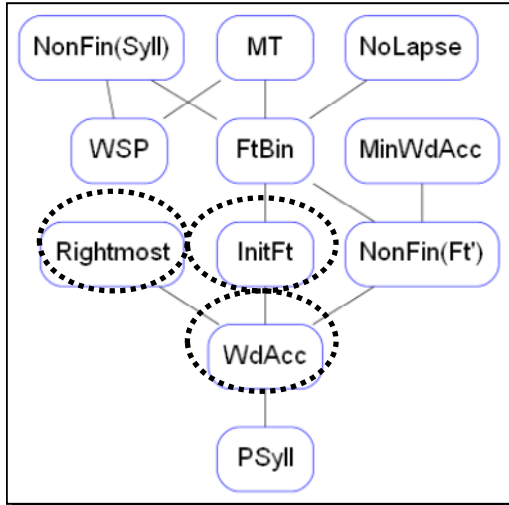 NonFin(Syll) MT NoLapse
WSP FtBin MinWdAcc
Rightmost InitFt NonFin(Ft')
WdAcc
PSyll